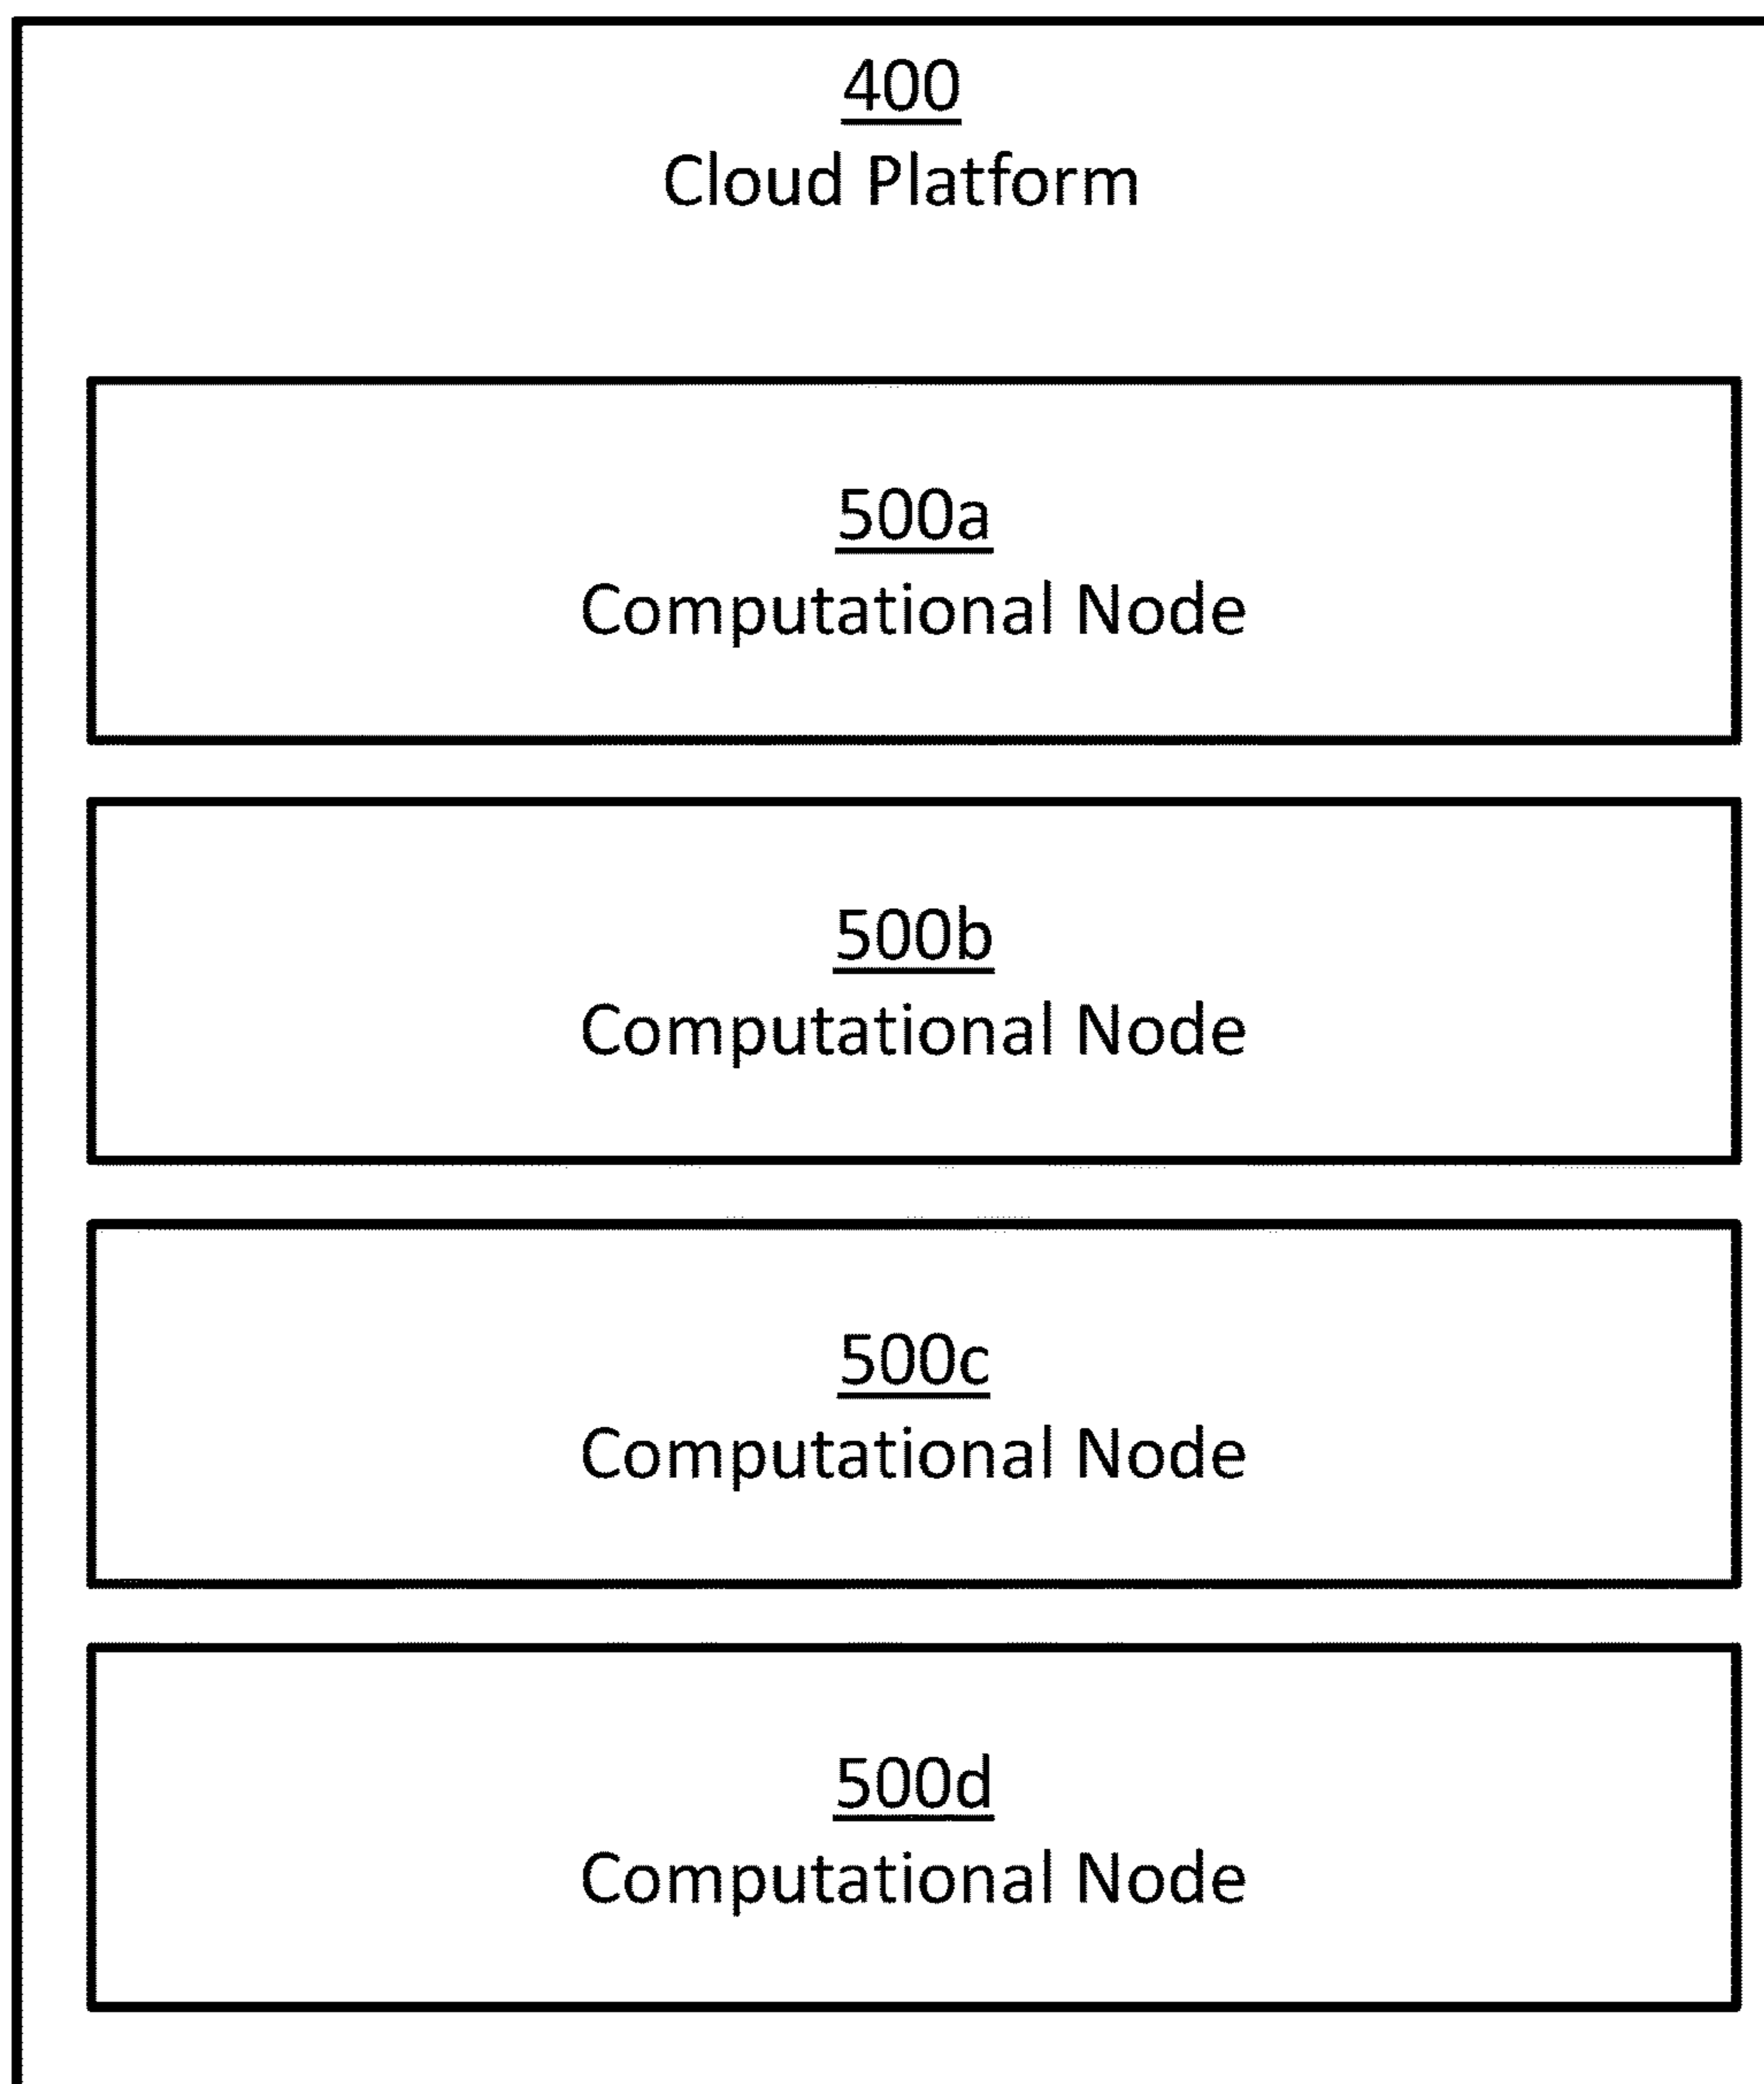 400
Cloud Platform
500a
Computational Node
500b
Computational Node
500c
Computational Node
500d
Computational Node